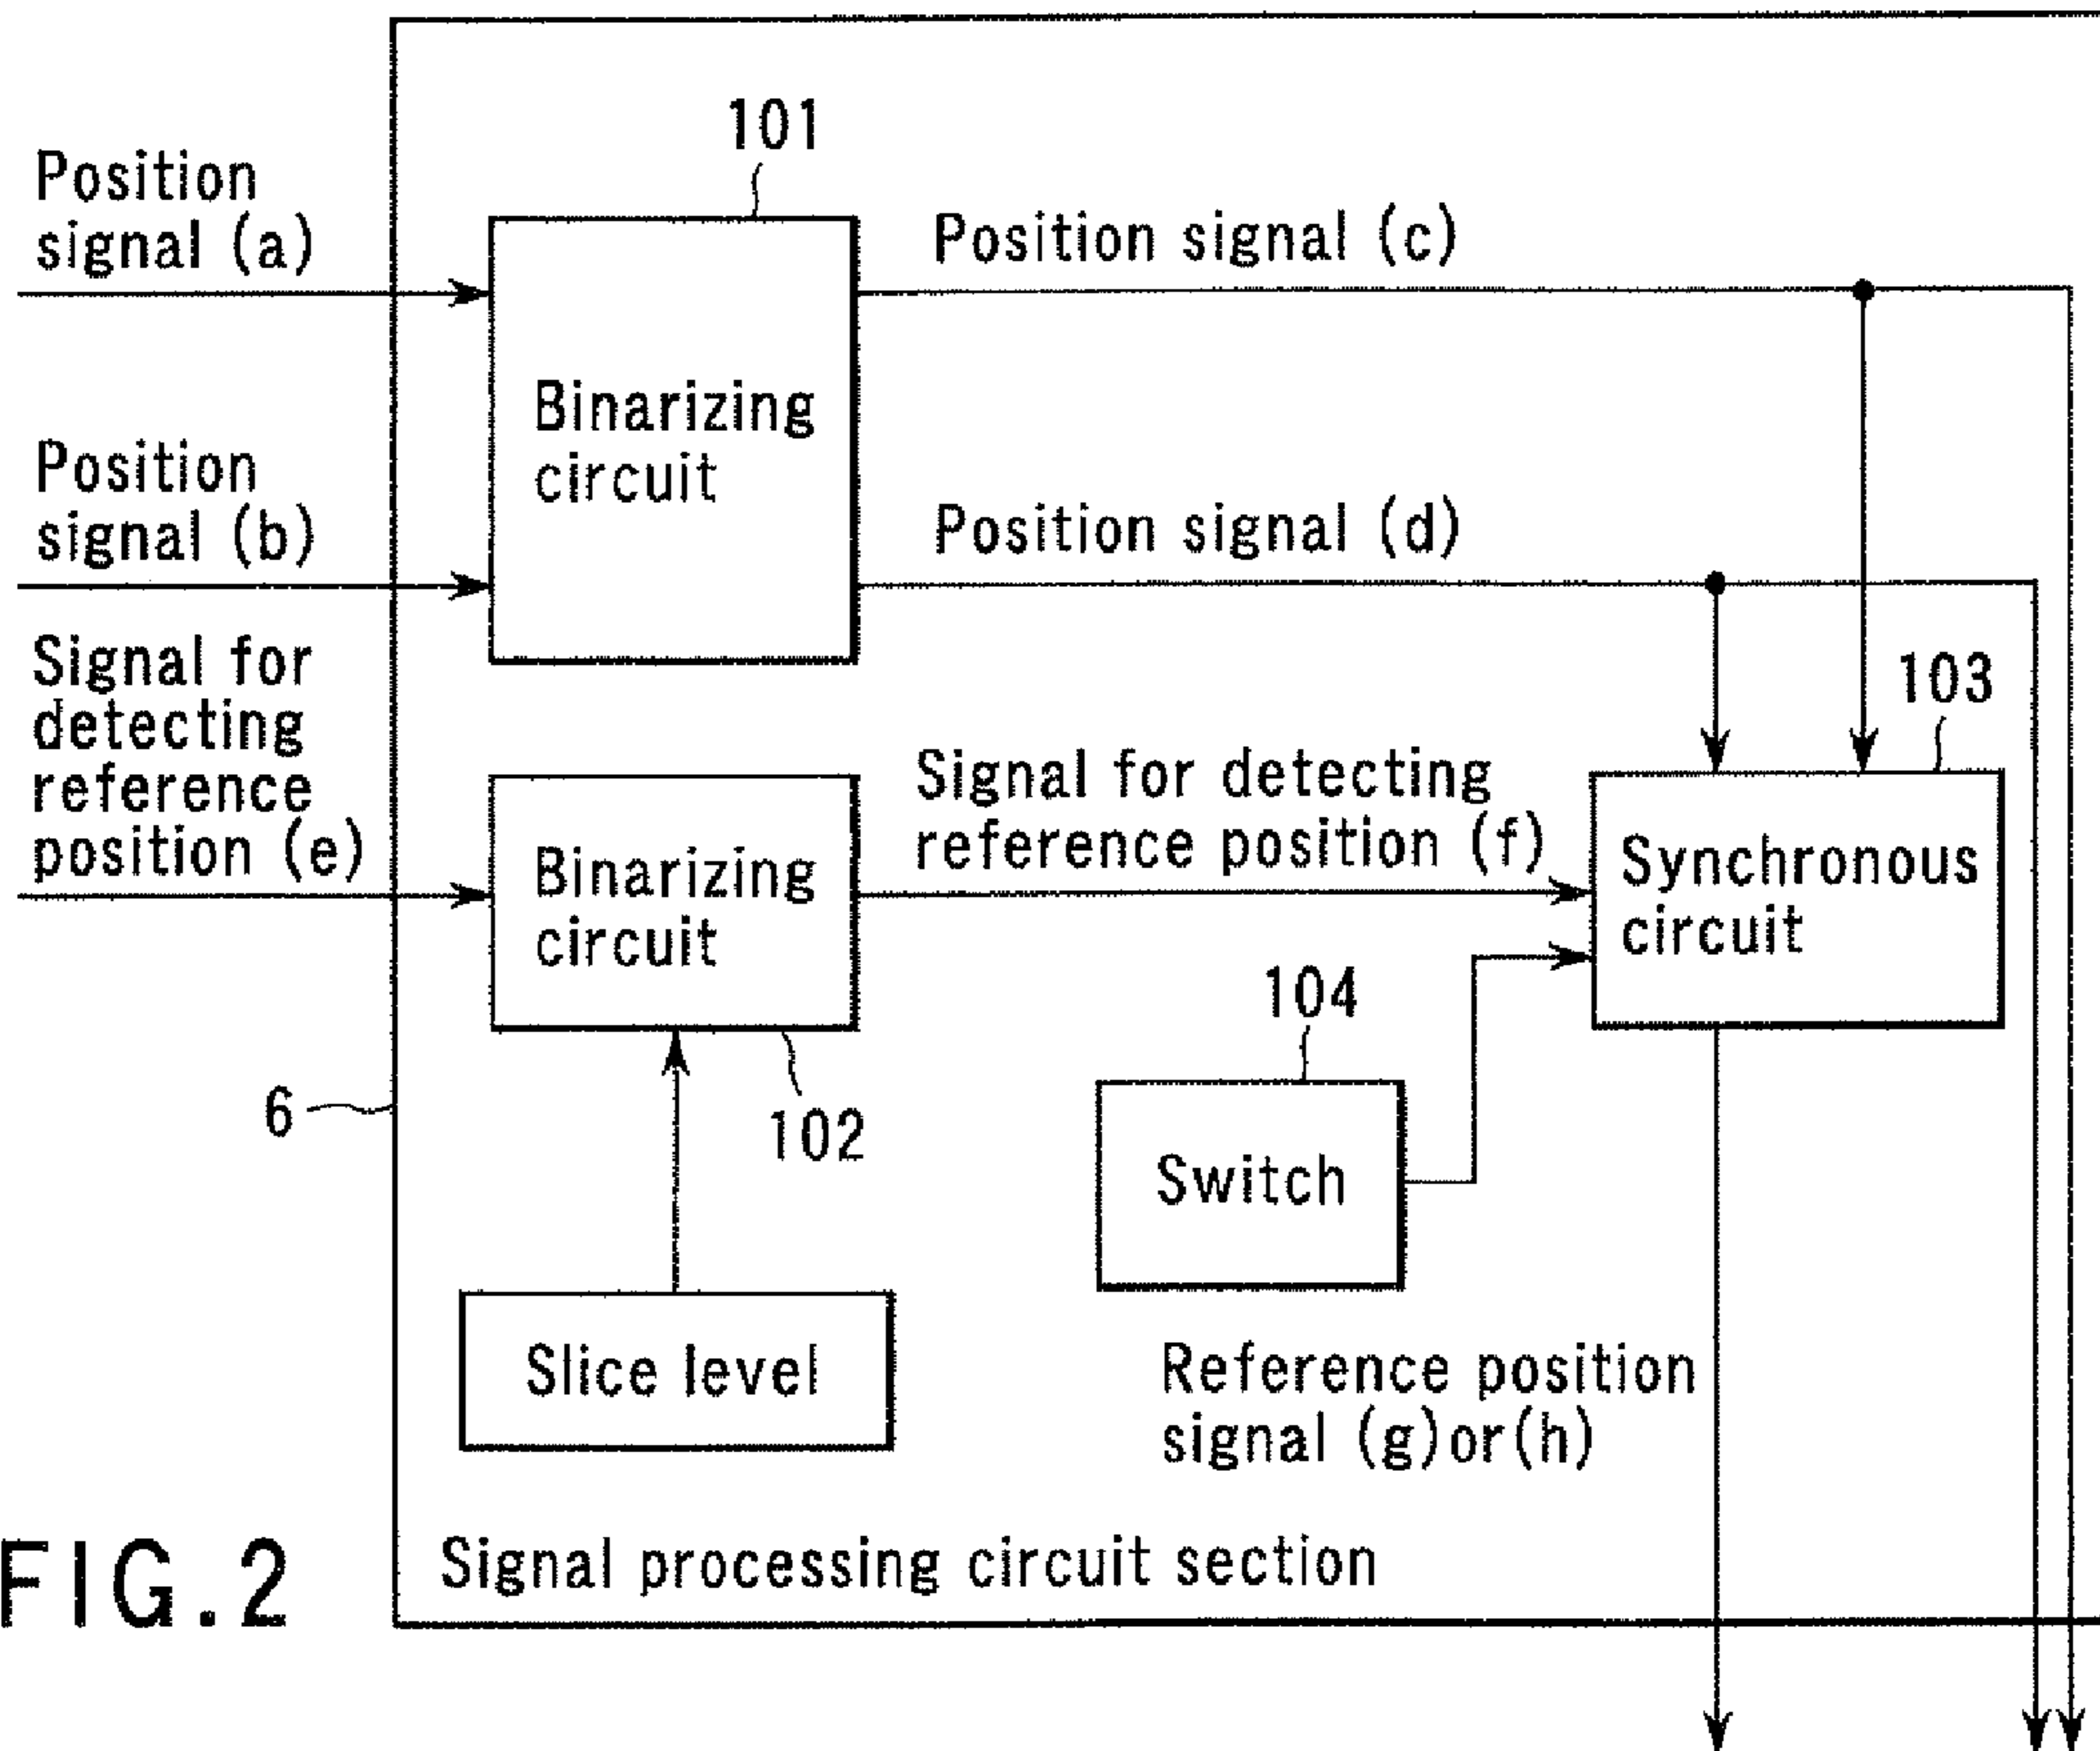 101
Position
signal (a)
Position signal (c)
Binarizing
circuit
Position
signal (b)
Position signal (d)
Signal for
detecting
reference
position (e)
103
Signal for detecting
reference position (f)
Binarizing
circuit
Synchronous
circuit
104
6
102
Switch
Slice level
Reference position
signal (g)or(h)
Signal processing circuit section
FIG.2